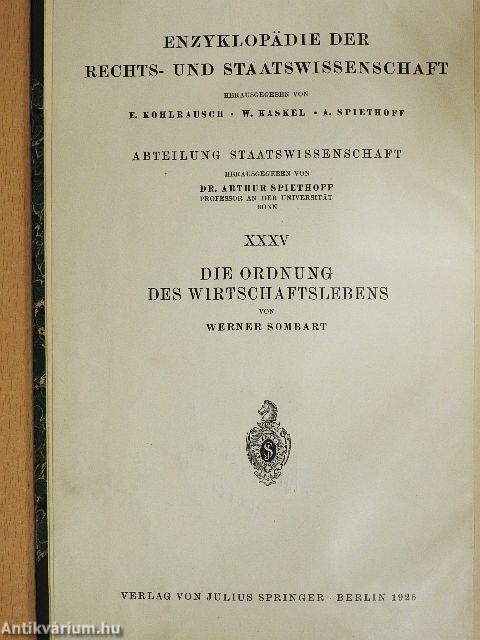 ENZYKLOPÄDIE DER
RECHTS- UND STAATSWISSENSCHAFT
HERAUSGEGEBEN VON
E. KOHLRAUSCH · W. KASKEL · A. SPIETHOFF
ABTEILUNG STAATSWISSENSCHAFT
HERAUSGEGEBEN VON
DR. ARTHUR SPIETHOFF
PROFESSOR AN DER UNIVERSITÄT
BONN
XXXV
DIE ORDNUNG
DES WIRTSCHAFTSLEBENS
VON
WERNER SOMBART
VERLAG VON JULIUS SPRINGER · BERLIN 1925
Antikvárium.hu